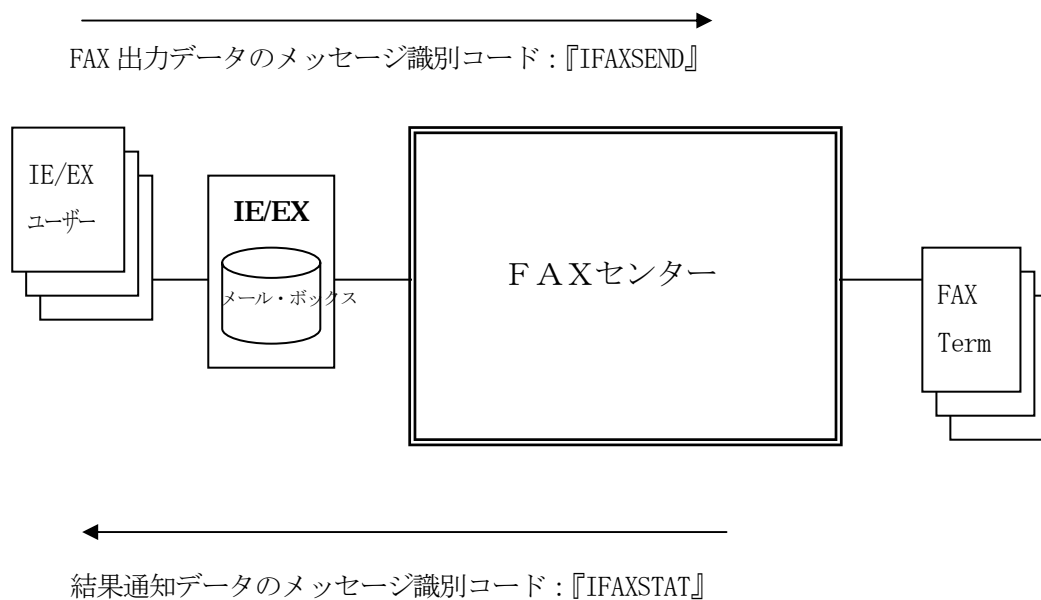 FAX 出力データのメッセージ識別コード：『IFAXSEND』
IE/EX
ユーザー
IE/EX
メール・ボックス
ＦＡＸセンター
FAX
Term
結果通知データのメッセージ識別コード：『IFAXSTAT』